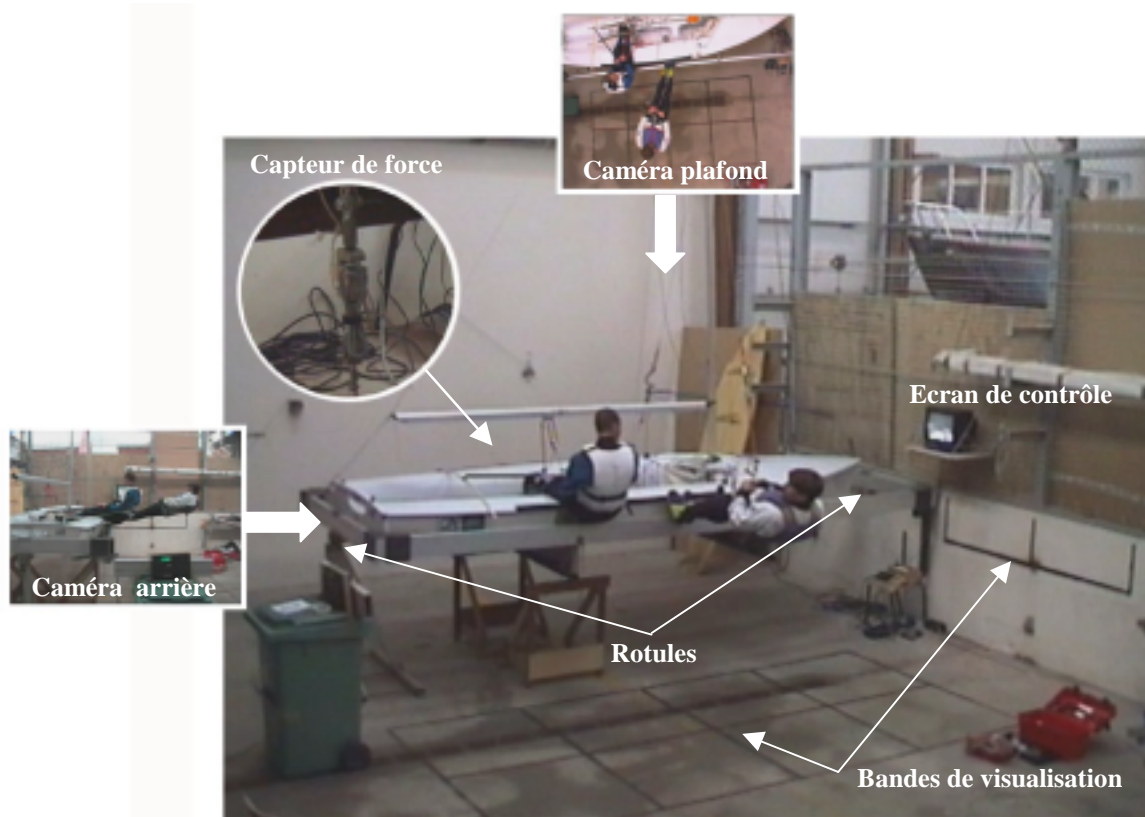 Capteur de force
Caméra plafond
Ecran de contrôle
Caméra arrière
Rotules
Bandes de visualisation